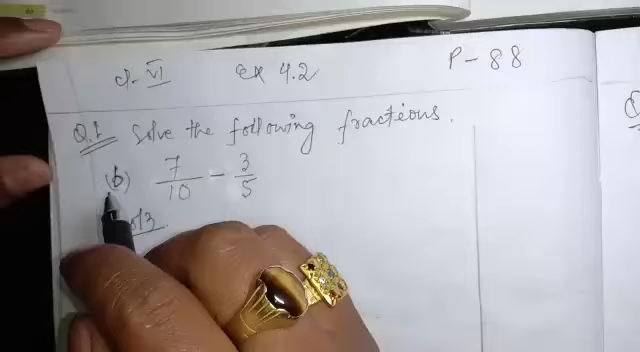 cl- VI Ex 4.2 P-88
Q.1 Solve the following fractions.
(b) 7/10 - 3/5